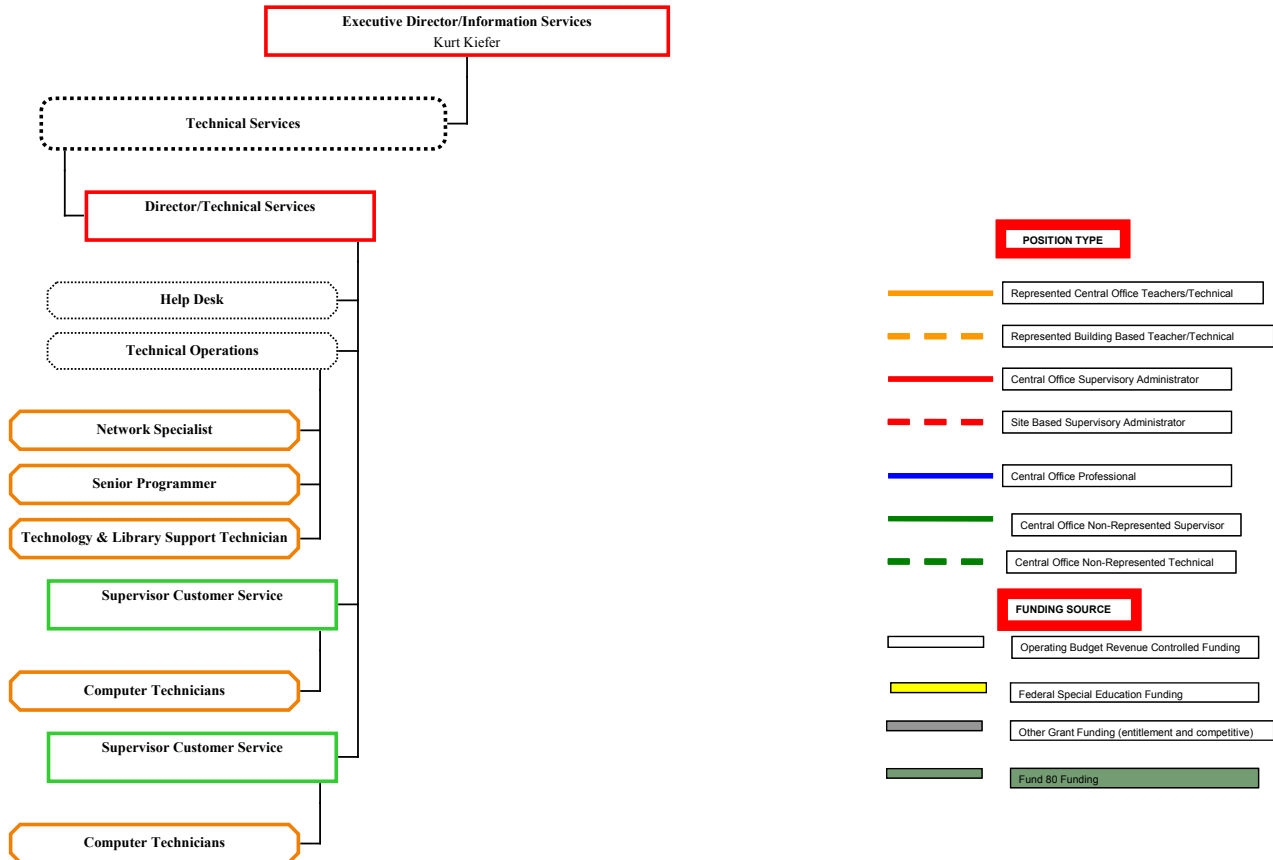 Executive Director/Information Services
Kurt Kiefer
Technical Services
Director/Technical Services
Help Desk
Technical Operations
Network Specialist
Senior Programmer
Technology & Library Support Technician
Supervisor Customer Service
Computer Technicians
Supervisor Customer Service
Computer Technicians
POSITION TYPE
Represented Central Office Teachers/Technical
Represented Building Based Teacher/Technical
Central Office Supervisory Administrator
Site Based Supervisory Administrator
Central Office Professional
Central Office Non-Represented Supervisor
Central Office Non-Represented Technical
FUNDING SOURCE
Operating Budget Revenue Controlled Funding
Federal Special Education Funding
Other Grant Funding (entitlement and competitive)
Fund 80 Funding